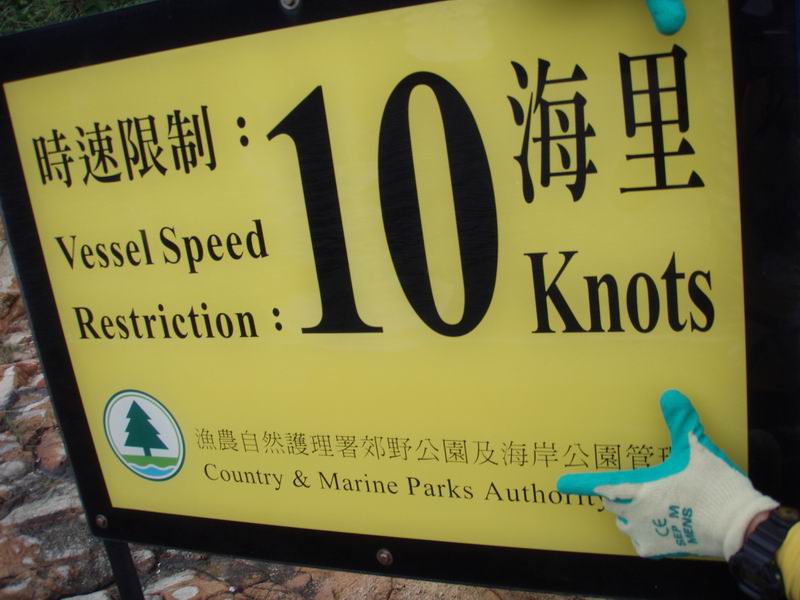 時速限制：10 海里
Vessel Speed
Restriction : Knots
漁農自然護理署郊野公園及海岸公園管
Country & Marine Parks Authority
CE
SEP M
MENS